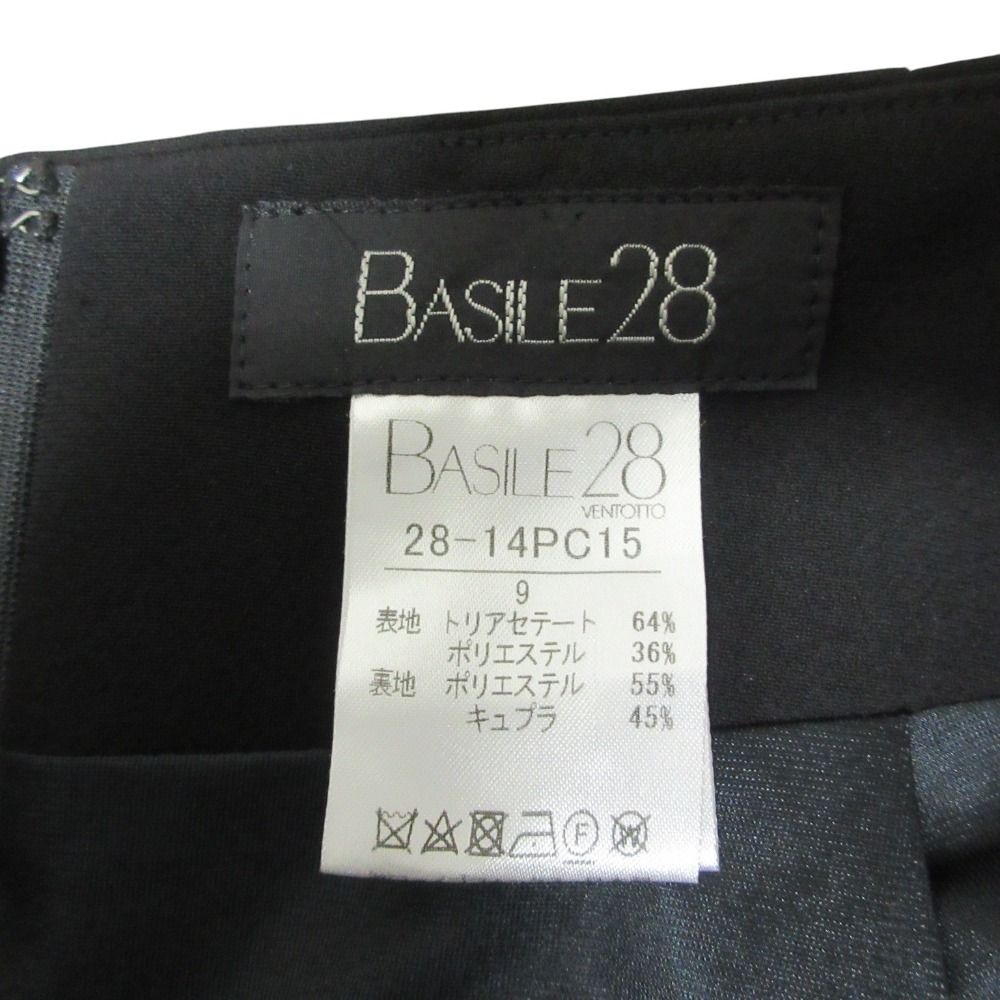 BASILE28
BASILE28
VENTOTTO
28-14PC15
9
表地 トリアセテート 64%
ポリエステル 36%
裏地 ポリエステル 55%
キュプラ 45%
F
W